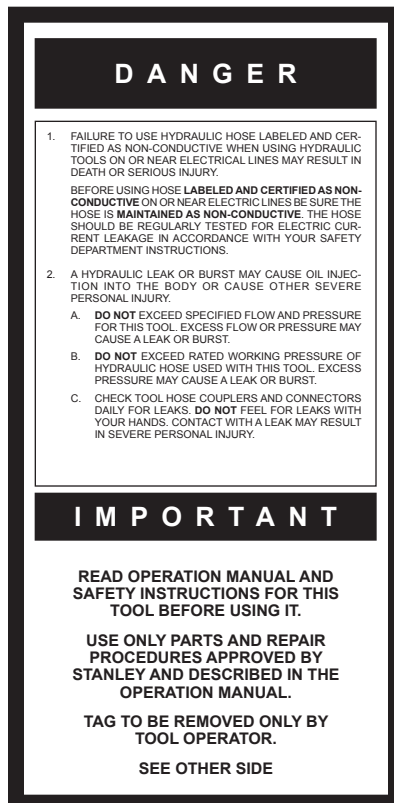 DANGER
1. FAILURE TO USE HYDRAULIC HOSE LABELED AND CER-
TIFIED AS NON-CONDUCTIVE WHEN USING HYDRAULIC
TOOLS ON OR NEAR ELECTRICAL LINES MAY RESULT IN
DEATH OR SERIOUS INJURY.
BEFORE USING HOSE LABELED AND CERTIFIED AS NON-
CONDUCTIVE ON OR NEAR ELECTRIC LINES BE SURE THE
HOSE IS MAINTAINED AS NON-CONDUCTIVE. THE HOSE
SHOULD BE REGULARLY TESTED FOR ELECTRIC CUR-
RENT LEAKAGE IN ACCORDANCE WITH YOUR SAFETY
DEPARTMENT INSTRUCTIONS.
2. A HYDRAULIC LEAK OR BURST MAY CAUSE OIL INJEC-
TION INTO THE BODY OR CAUSE OTHER SEVERE
PERSONAL INJURY.
A. DO NOT EXCEED SPECIFIED FLOW AND PRESSURE
FOR THIS TOOL. EXCESS FLOW OR PRESSURE MAY
CAUSE A LEAK OR BURST.
B. DO NOT EXCEED RATED WORKING PRESSURE OF
HYDRAULIC HOSE USED WITH THIS TOOL. EXCESS
PRESSURE MAY CAUSE A LEAK OR BURST.
C. CHECK TOOL HOSE COUPLERS AND CONNECTORS
DAILY FOR LEAKS. DO NOT FEEL FOR LEAKS WITH
YOUR HANDS. CONTACT WITH A LEAK MAY RESULT
IN SEVERE PERSONAL INJURY.
IMPORTANT
READ OPERATION MANUAL AND
SAFETY INSTRUCTIONS FOR THIS
TOOL BEFORE USING IT.
USE ONLY PARTS AND REPAIR
PROCEDURES APPROVED BY
STANLEY AND DESCRIBED IN THE
OPERATION MANUAL.
TAG TO BE REMOVED ONLY BY
TOOL OPERATOR.
SEE OTHER SIDE